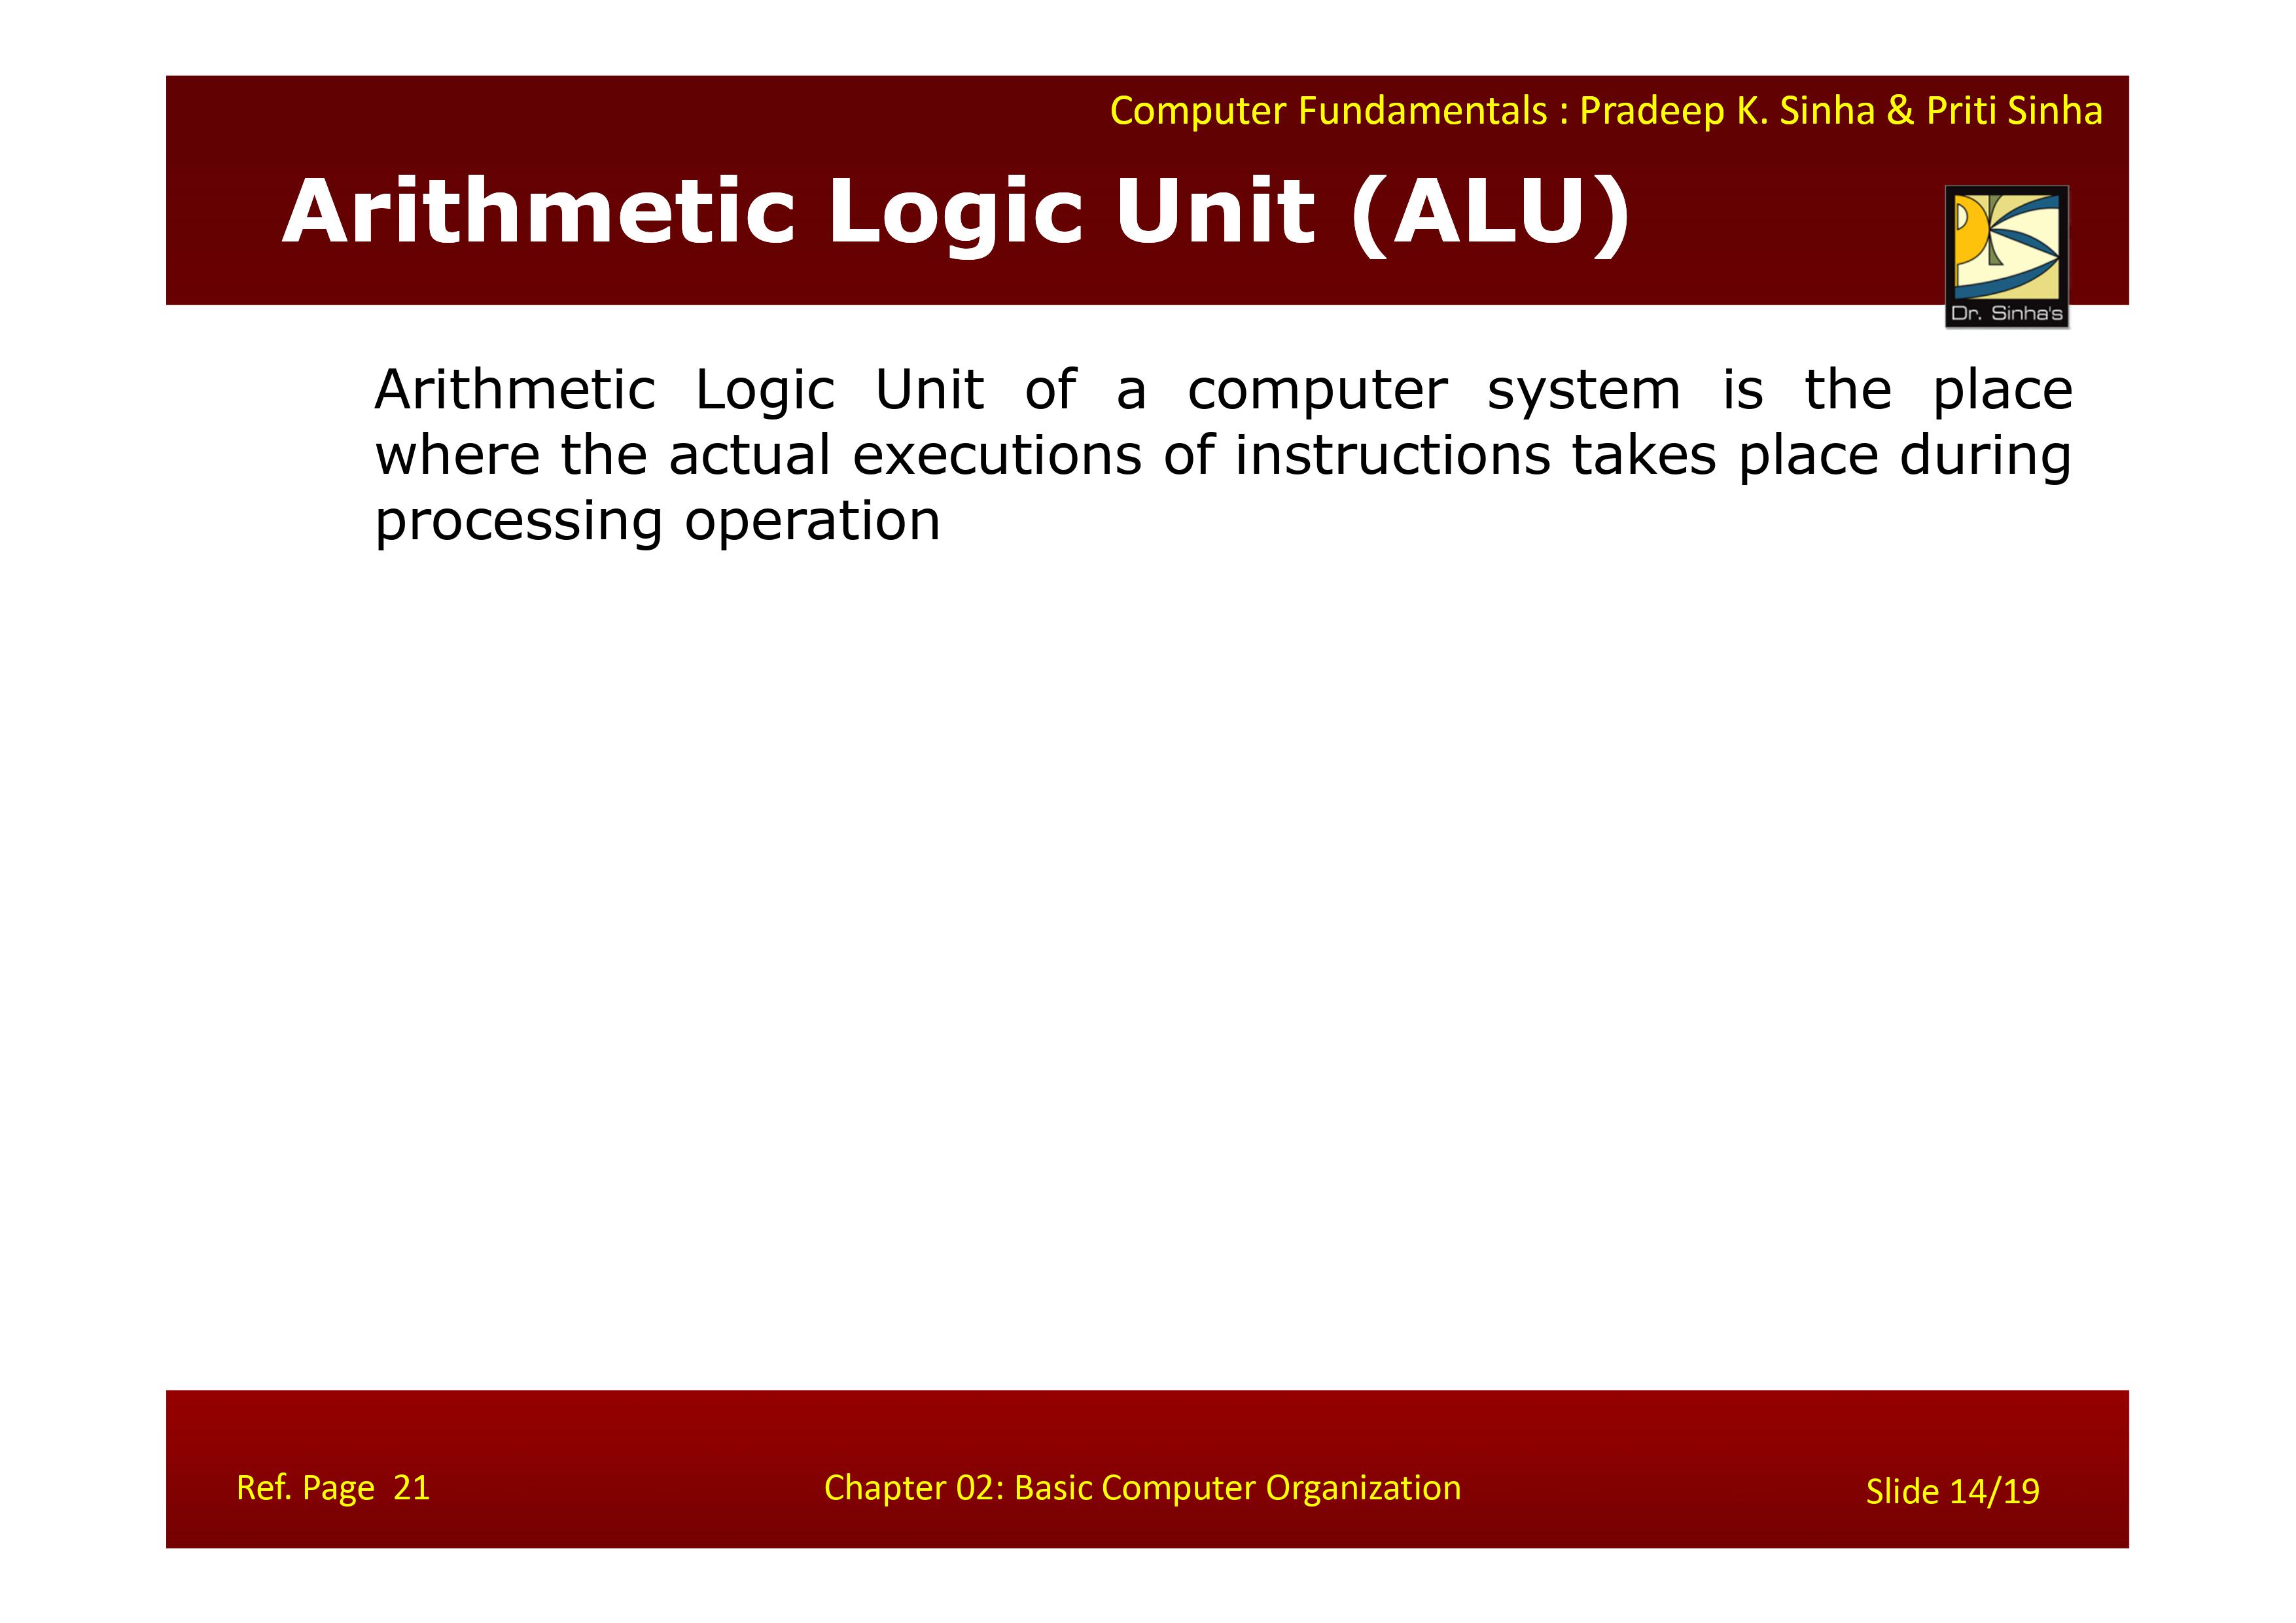 Computer Fundamentals : Pradeep K. Sinha & Priti Sinha
Arithmetic Logic Unit (ALU)
Dr. Sinha's
Arithmetic Logic Unit of a computer system is the place
where the actual executions of instructions takes place during
processing operation
Ref. Page 21
Chapter 02: Basic Computer Organization
Slide 14/19